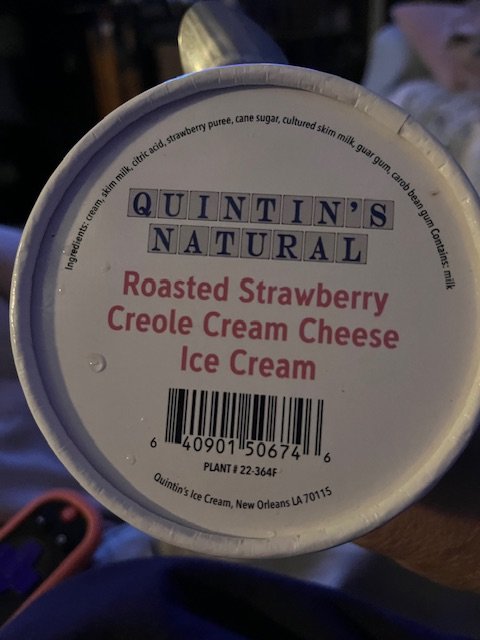 Ingredients: cream, skim milk, citric acid, strawberry puree, cane sugar, cultured skim milk, guar gum, carob bean gum Contains: milk
QUINTIN'S
NATURAL
Roasted Strawberry
Creole Cream Cheese
Ice Cream
6 40901 50674 6
PLANT # 22-364F
Quintin's Ice Cream, New Orleans LA 70115